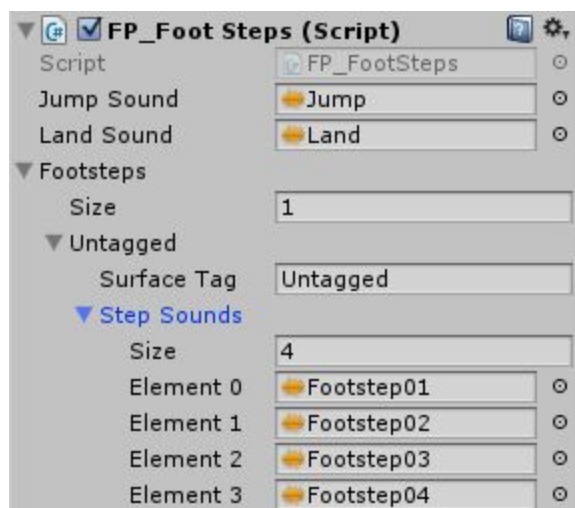 FP_Foot Steps (Script)
Script FP_FootSteps
Jump Sound Jump
Land Sound Land
Footsteps
Size 1
Untagged
Surface Tag Untagged
Step Sounds
Size 4
Element 0 Footstep01
Element 1 Footstep02
Element 2 Footstep03
Element 3 Footstep04